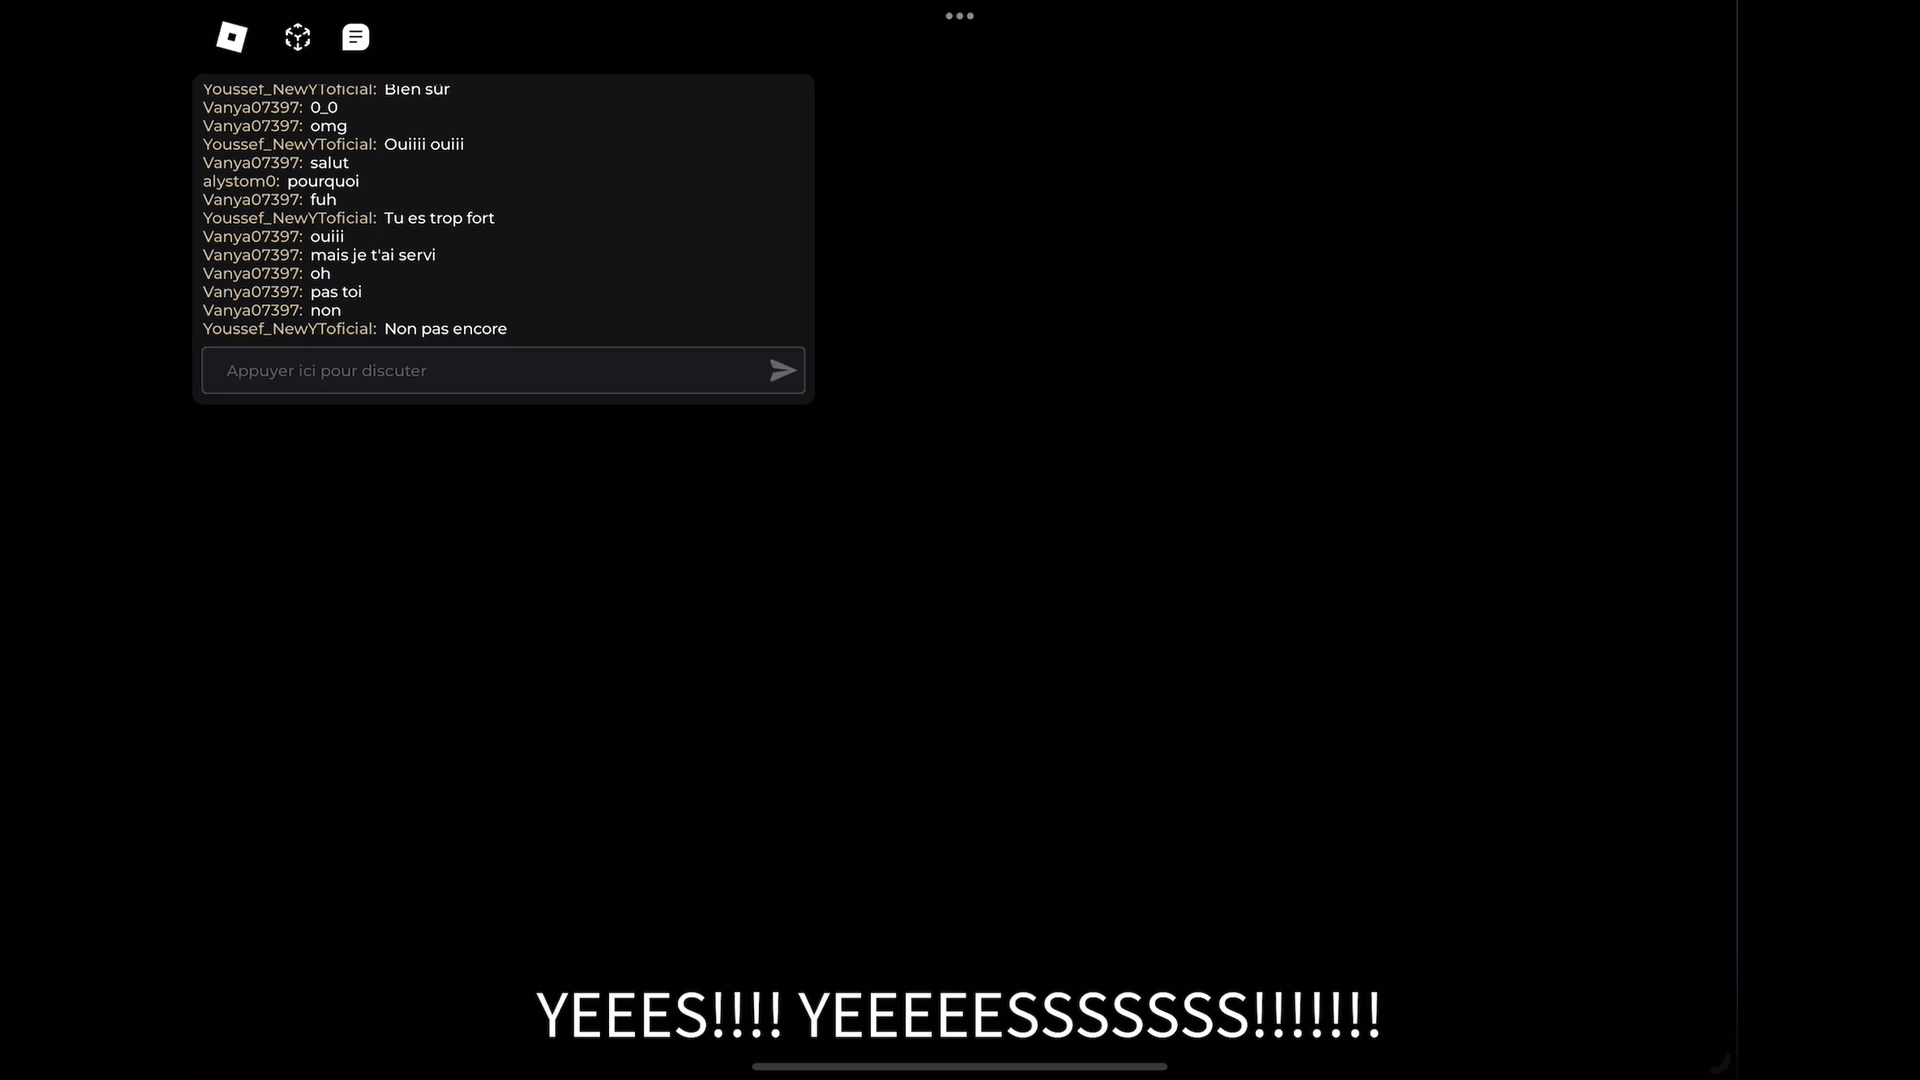 Youssef_NewYToficial: Bien sûr
Vanya07397: 0_0
Vanya07397: omg
Youssef_NewYToficial: Ouiiii ouiii
Vanya07397: salut
alystom0: pourquoi
Vanya07397: fuh
Youssef_NewYToficial: Tu es trop fort
Vanya07397: ouiii
Vanya07397: mais je t'ai servi
Vanya07397: oh
Vanya07397: pas toi
Vanya07397: non
Youssef_NewYToficial: Non pas encore
Appuyer ici pour discuter
YEEES!!!! YEEEEESSSSSSS!!!!!!!